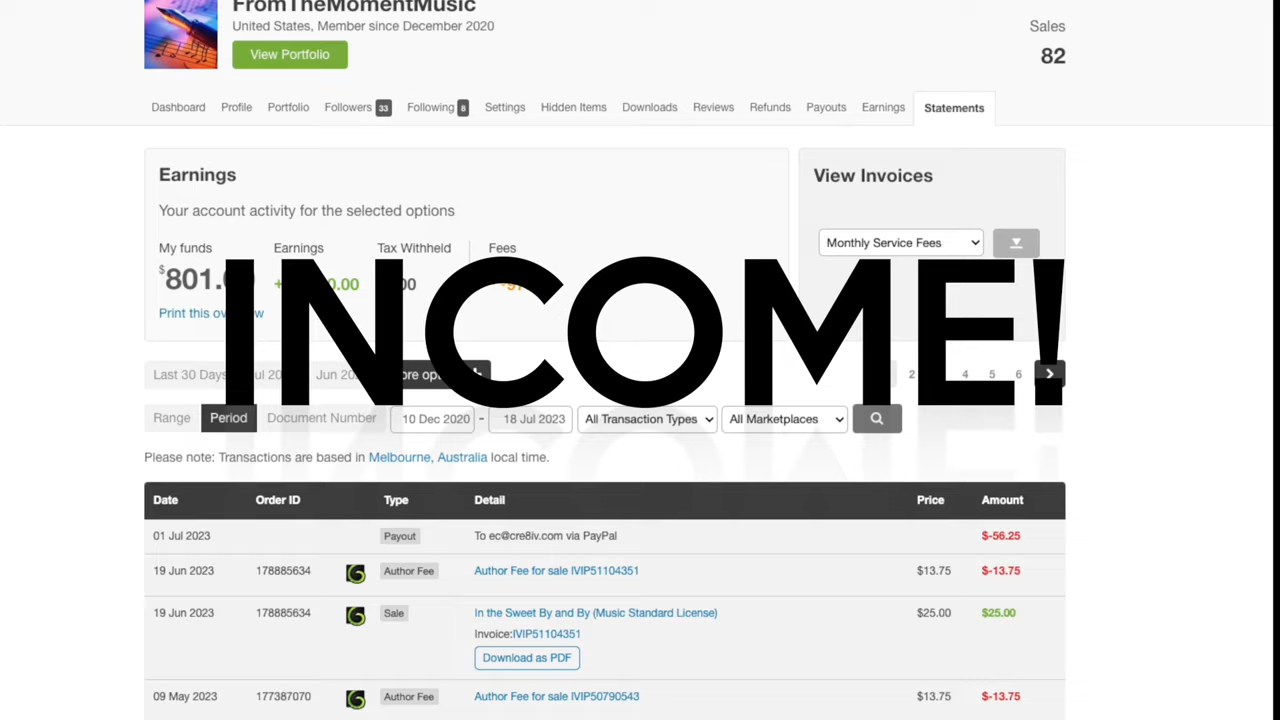 FromTheMomentMusic
United States, Member since December 2020
View Portfolio
Sales
82
Dashboard Profile Portfolio Followers 33 Following 8 Settings Hidden Items Downloads Reviews Refunds Payouts Earnings Statements
Earnings
Your account activity for the selected options
My funds Earnings Tax Withheld Fees
$801.
Print this
View Invoices
Monthly Service Fees
INCOME!
Last 30 Days
2 4 5 6
Range Period Document Number 10 Dec 2020 - 18 Jul 2023 All Transaction Types All Marketplaces
Please note: Transactions are based in Melbourne, Australia local time.
Date Order ID Type Detail Price Amount
01 Jul 2023 Payout To ec@cre8iv.com via PayPal $-56.25
19 Jun 2023 178885634 Author Fee Author Fee for sale IVIP51104351 $13.75 $-13.75
19 Jun 2023 178885634 Sale In the Sweet By and By (Music Standard License) $25.00 $25.00
Invoice:IVIP51104351
Download as PDF
09 May 2023 177387070 Author Fee Author Fee for sale IVIP50790543 $13.75 $-13.75